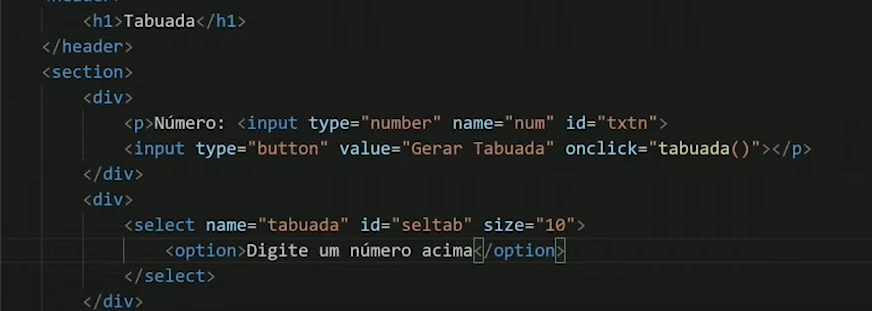 <header>
<h1>Tabuada</h1>
</header>
<section>
<div>
<p>Número: <input type="number" name="num" id="txtn">
<input type="button" value="Gerar Tabuada" onclick="tabuada()"></p>
</div>
<div>
<select name="tabuada" id="seltab" size="10">
<option>Digite um número acima</option>
</select>
</div>